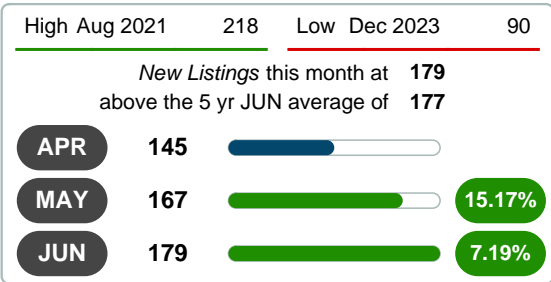 High Aug 2021 218 Low Dec 2023 90
New Listings this month at 179
above the 5 yr JUN average of 177
APR 145
MAY 167 15.17%
JUN 179 7.19%